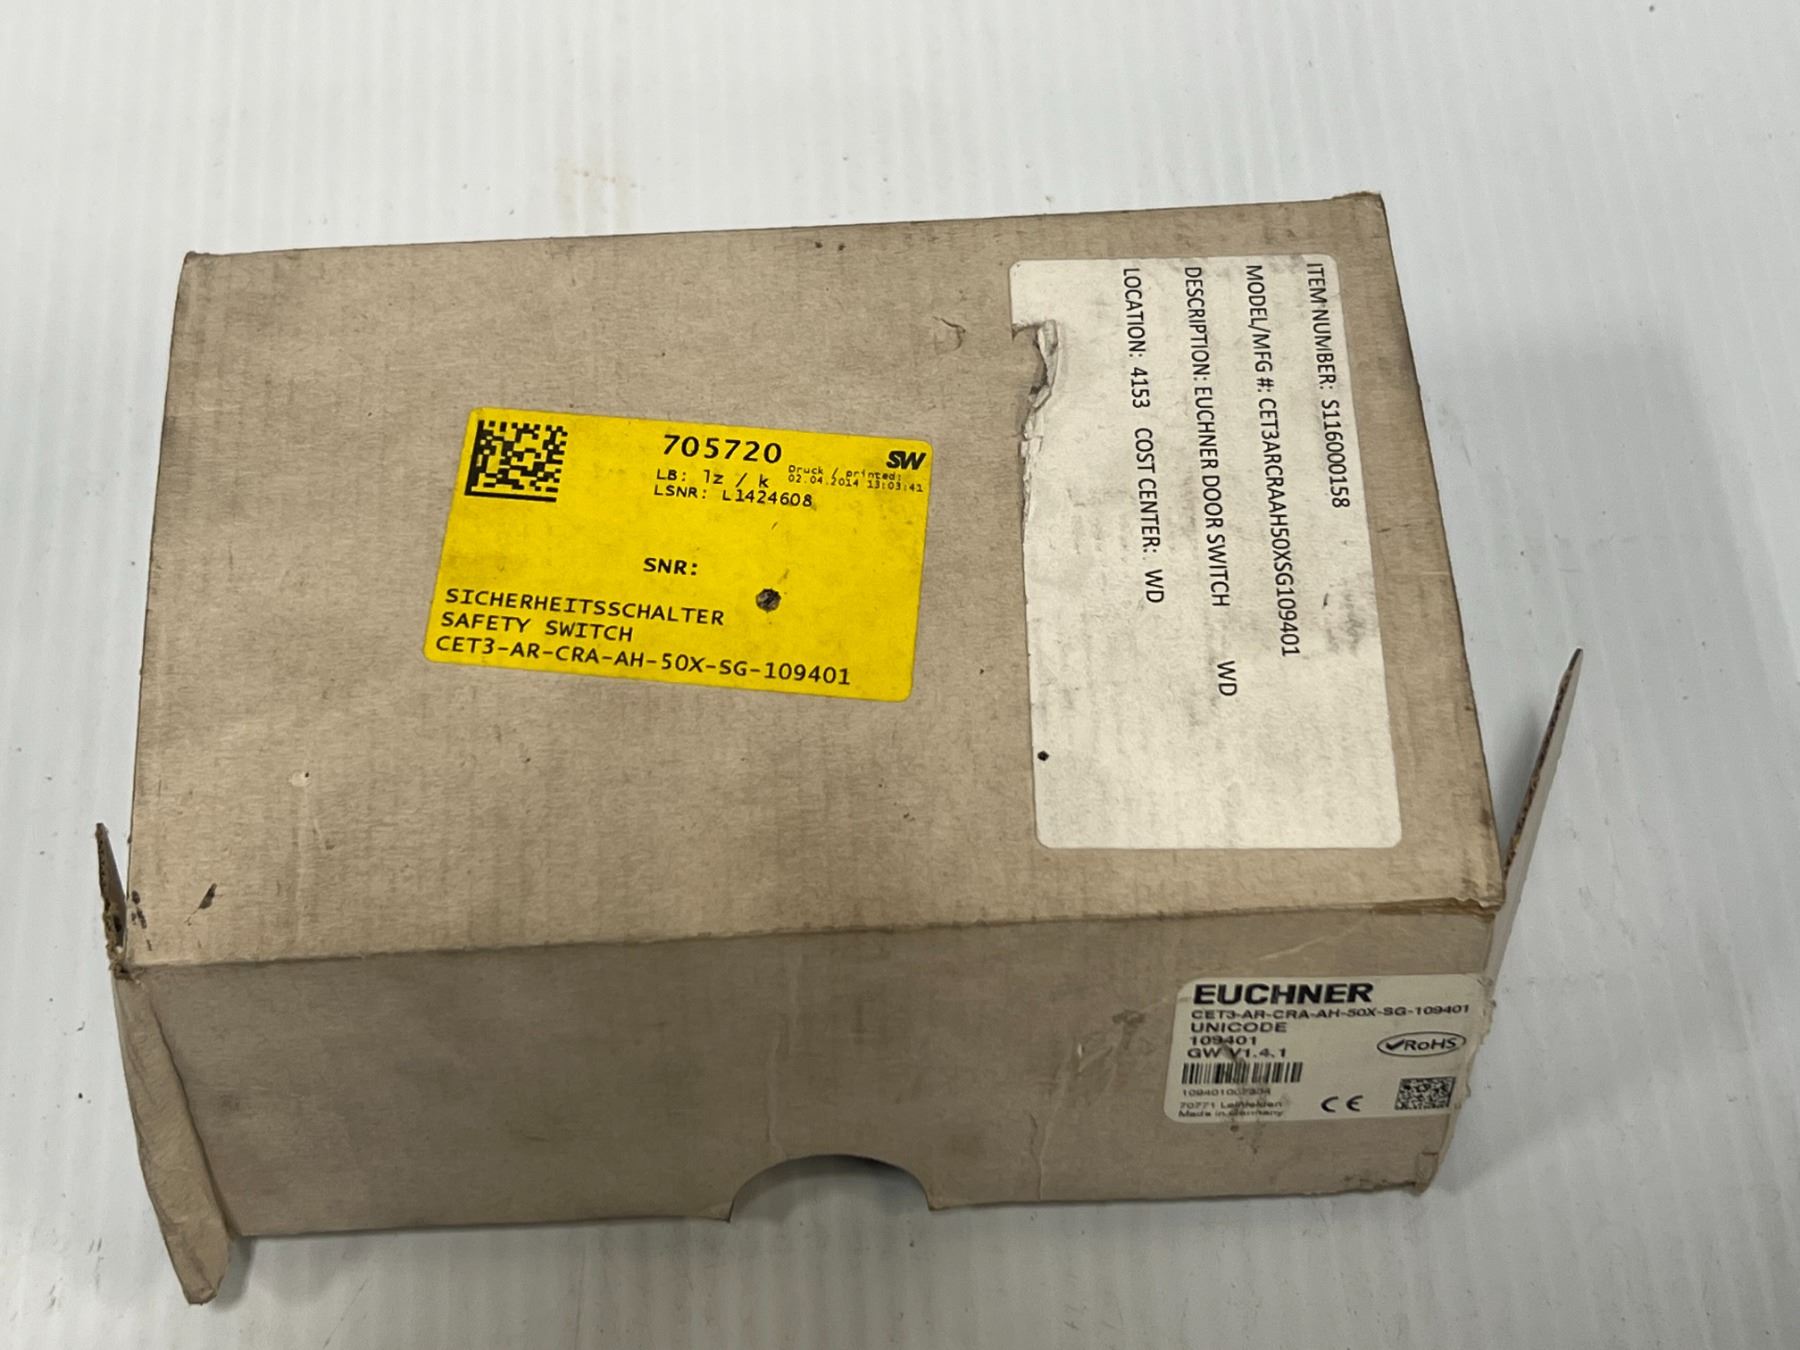 705720
SW
LB: 1z / k
Druck / printed:
02.04.2014 13:03:41
LSNR: L1424608
SNR:
SICHERHEITSSCHALTER
SAFETY SWITCH
CET3-AR-CRA-AH-50X-SG-109401
ITEM NUMBER: S116000158
MODEL/MFG #: CET3ARCRAAH50XSG109401
DESCRIPTION: EUCHNER DOOR SWITCH WD
LOCATION: 4153 COST CENTER: WD
EUCHNER
CET3-AR-CRA-AH-50X-SG-109401
UNICODE
109401
GW V1.4.1
RoHS
70771 Leinfelden
Made in Germany
CE